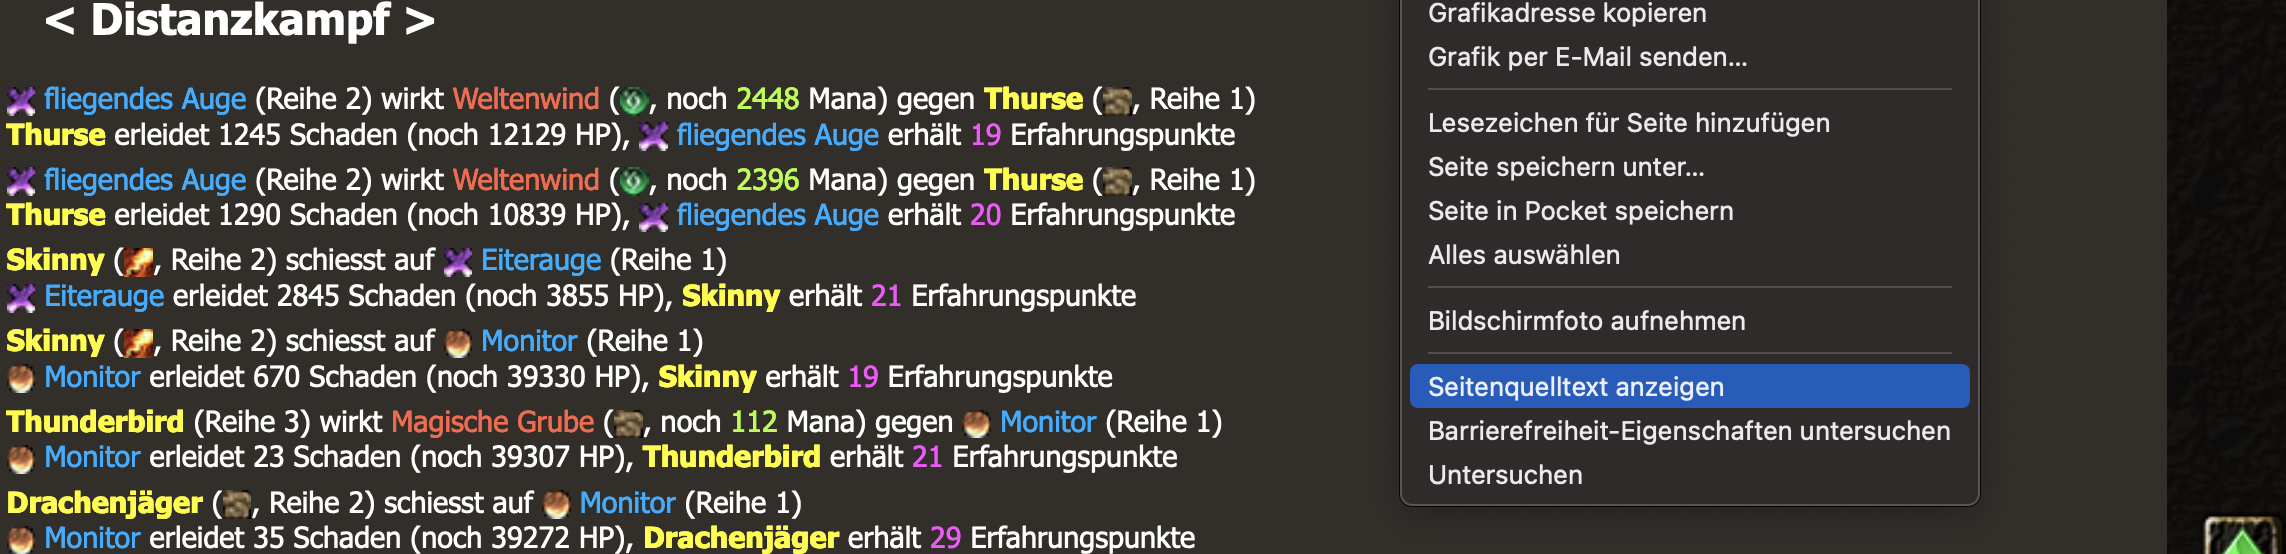 < Distanzkampf >
fliegendes Auge (Reihe 2) wirkt Weltenwind (, noch 2448 Mana) gegen Thurse (, Reihe 1)
Thurse erleidet 1245 Schaden (noch 12129 HP), fliegendes Auge erhält 19 Erfahrungspunkte
fliegendes Auge (Reihe 2) wirkt Weltenwind (, noch 2396 Mana) gegen Thurse (, Reihe 1)
Thurse erleidet 1290 Schaden (noch 10839 HP), fliegendes Auge erhält 20 Erfahrungspunkte
Skinny (, Reihe 2) schiesst auf Eiterauge (Reihe 1)
Eiterauge erleidet 2845 Schaden (noch 3855 HP), Skinny erhält 21 Erfahrungspunkte
Skinny (, Reihe 2) schiesst auf Monitor (Reihe 1)
Monitor erleidet 670 Schaden (noch 39330 HP), Skinny erhält 19 Erfahrungspunkte
Thunderbird (Reihe 3) wirkt Magische Grube (, noch 112 Mana) gegen Monitor (Reihe 1)
Monitor erleidet 23 Schaden (noch 39307 HP), Thunderbird erhält 21 Erfahrungspunkte
Drachenjäger (, Reihe 2) schiesst auf Monitor (Reihe 1)
Monitor erleidet 35 Schaden (noch 39272 HP), Drachenjäger erhält 29 Erfahrungspunkte
Grafikadresse kopieren
Grafik per E-Mail senden...
Lesezeichen für Seite hinzufügen
Seite speichern unter...
Seite in Pocket speichern
Alles auswählen
Bildschirmfoto aufnehmen
Seitenquelltext anzeigen
Barrierefreiheit-Eigenschaften untersuchen
Untersuchen